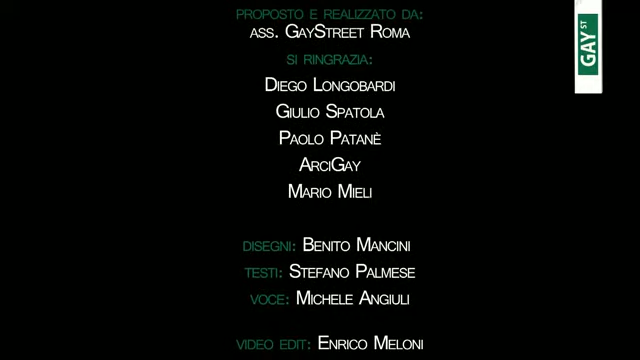 PROPOSTO E REALIZZATO DA:
ASS. GAYSTREET ROMA
SI RINGRAZIA:
DIEGO LONGOBARDI
GIULIO SPATOLA
PAOLO PATANÈ
ARCIGAY
MARIO MIELI
DISEGNI: BENITO MANCINI
TESTI: STEFANO PALMESE
VOCE: MICHELE ANGIULI
VIDEO EDIT: ENRICO MELONI
GAY ST